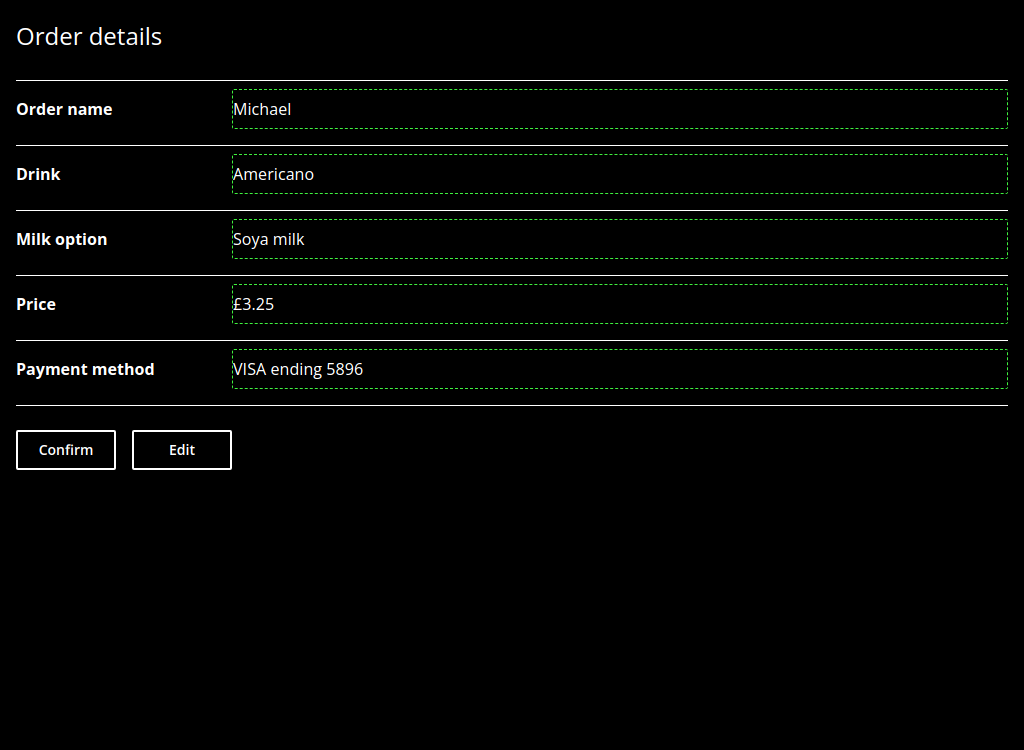 Order details
Order name Michael
Drink Americano
Milk option Soya milk
Price £3.25
Payment method VISA ending 5896
Confirm Edit